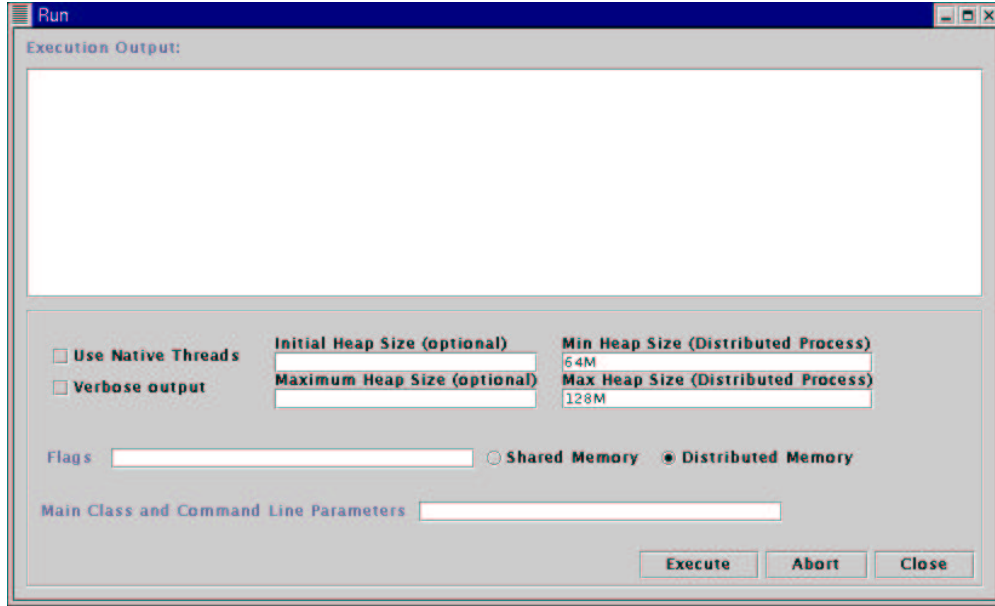 Run
Execution Output:
Use Native Threads
Verbose output
Initial Heap Size (optional)
Maximum Heap Size (optional)
Min Heap Size (Distributed Process)
64M
Max Heap Size (Distributed Process)
128M
Flags
Shared Memory
Distributed Memory
Main Class and Command Line Parameters
Execute
Abort
Close